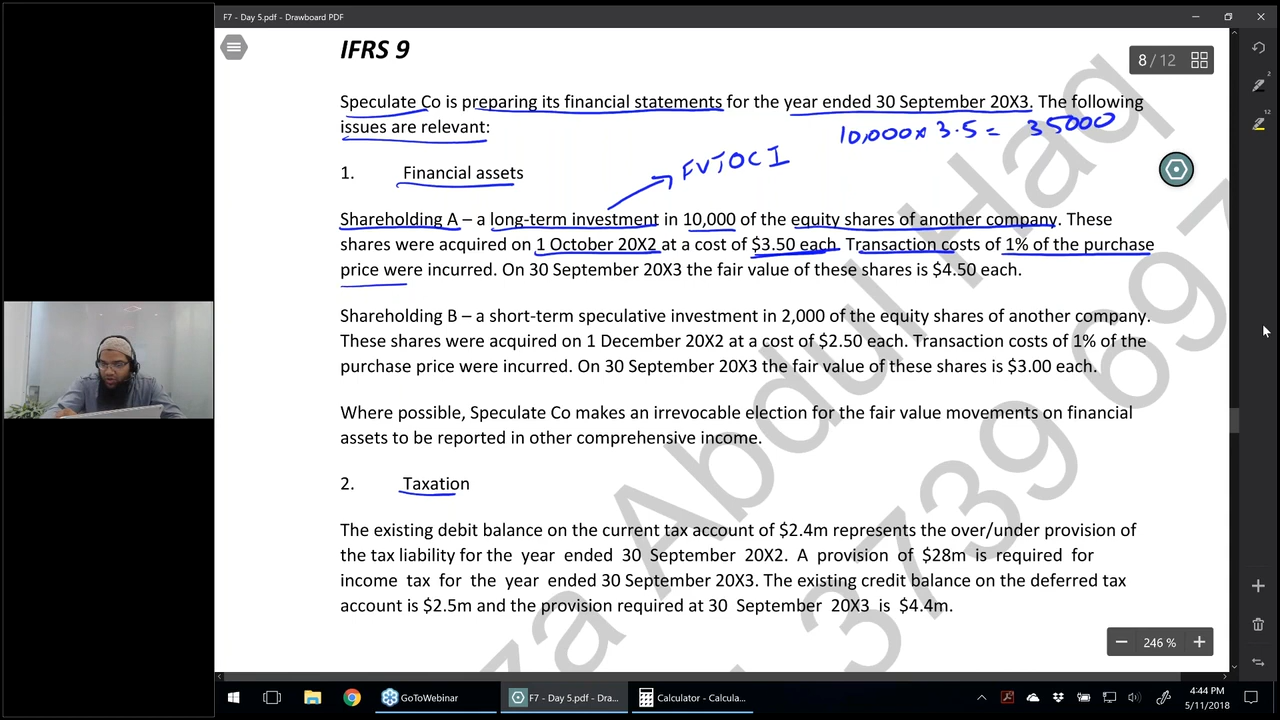 F7 - Day 5.pdf - Drawboard PDF
IFRS 9
8 / 12
Speculate Co is preparing its financial statements for the year ended 30 September 20X3. The following
issues are relevant:
10,000 x 3.5 = 35000
1. Financial assets
FVTOCI
Shareholding A – a long-term investment in 10,000 of the equity shares of another company. These
shares were acquired on 1 October 20X2 at a cost of $3.50 each. Transaction costs of 1% of the purchase
price were incurred. On 30 September 20X3 the fair value of these shares is $4.50 each.
Shareholding B – a short-term speculative investment in 2,000 of the equity shares of another company.
These shares were acquired on 1 December 20X2 at a cost of $2.50 each. Transaction costs of 1% of the
purchase price were incurred. On 30 September 20X3 the fair value of these shares is $3.00 each.
Where possible, Speculate Co makes an irrevocable election for the fair value movements on financial
assets to be reported in other comprehensive income.
2. Taxation
The existing debit balance on the current tax account of $2.4m represents the over/under provision of
the tax liability for the year ended 30 September 20X2. A provision of $28m is required for
income tax for the year ended 30 September 20X3. The existing credit balance on the deferred tax
account is $2.5m and the provision required at 30 September 20X3 is $4.4m.
za Abdul Haq
3739 697
2
12
246 %
GoToWebinar
F7 - Day 5.pdf - Dra...
Calculator - Calcula...
4:44 PM
5/11/2018